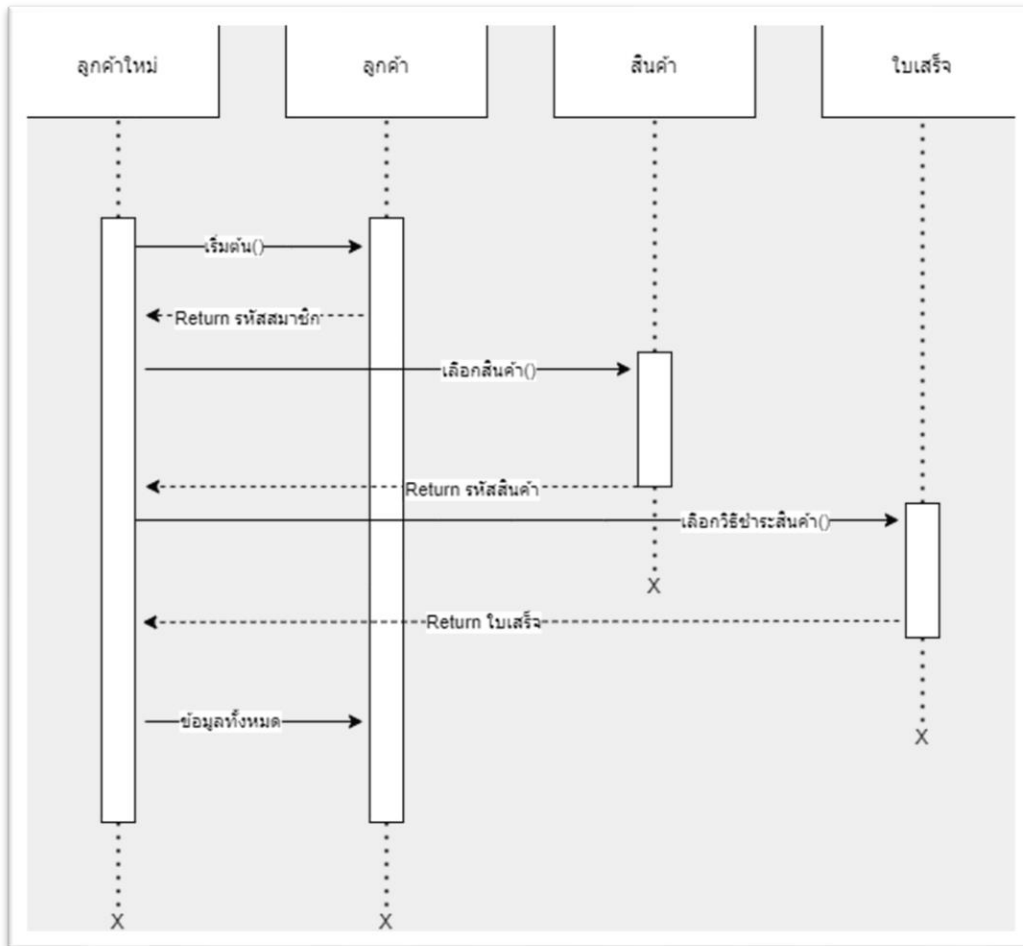 ลูกค้าใหม่
ลูกค้า
สินค้า
ใบเสร็จ
เริ่มต้น()
Return รหัสสมาชิก
เลือกสินค้า()
Return รหัสสินค้า
เลือกวิธีชำระสินค้า()
X
Return ใบเสร็จ
ข้อมูลทั้งหมด
X
X
X